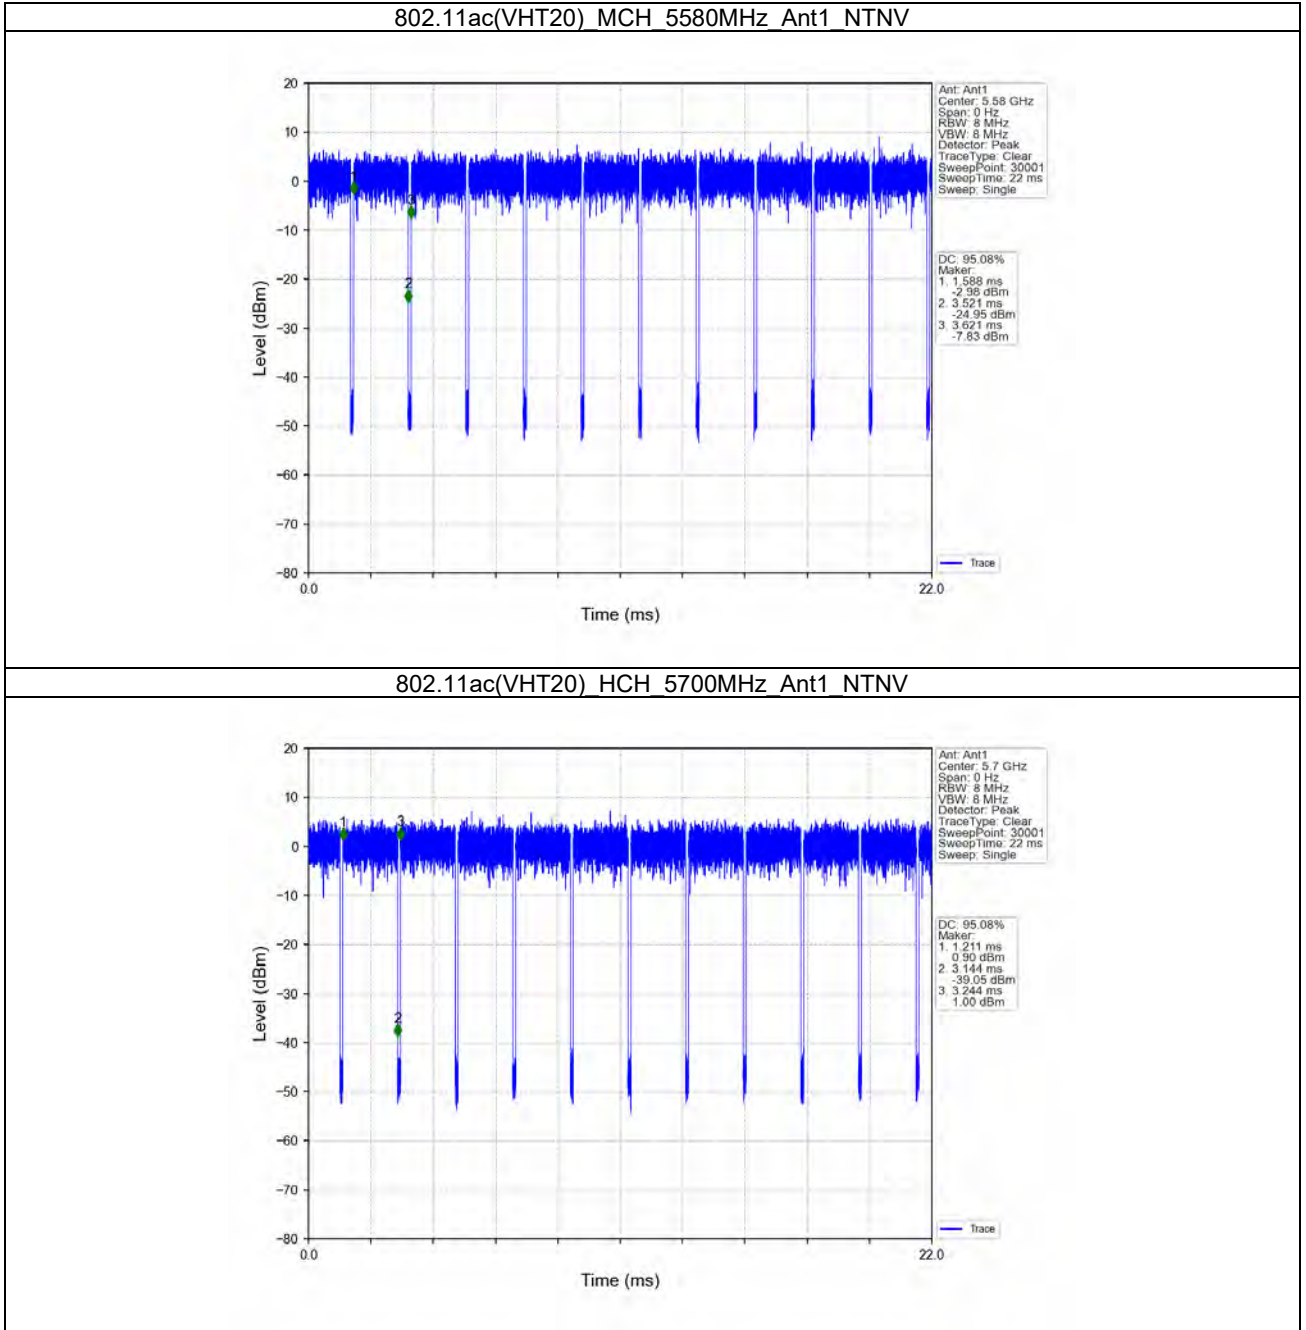 802.11ac(VHT20)_MCH_5580MHz_Ant1_NTNV
20
10
0
−10
−20
−30
−40
−50
−60
−70
−80
Level (dBm)
1
2
3
0.0
22.0
Time (ms)
Ant: Ant1
Center: 5.58 GHz
Span: 0 Hz
RBW: 8 MHz
VBW: 8 MHz
Detector: Peak
TraceType: Clear
SweepPoint: 30001
SweepTime: 22 ms
Sweep: Single
DC: 95.08%
Maker:
1. 1.588 ms
-2.98 dBm
2. 3.521 ms
-24.95 dBm
3. 3.621 ms
-7.83 dBm
Trace
802.11ac(VHT20)_HCH_5700MHz_Ant1_NTNV
20
10
0
−10
−20
−30
−40
−50
−60
−70
−80
Level (dBm)
1
2
3
0.0
22.0
Time (ms)
Ant: Ant1
Center: 5.7 GHz
Span: 0 Hz
RBW: 8 MHz
VBW: 8 MHz
Detector: Peak
TraceType: Clear
SweepPoint: 30001
SweepTime: 22 ms
Sweep: Single
DC: 95.08%
Maker:
1. 1.211 ms
0.90 dBm
2. 3.144 ms
-39.05 dBm
3. 3.244 ms
1.00 dBm
Trace